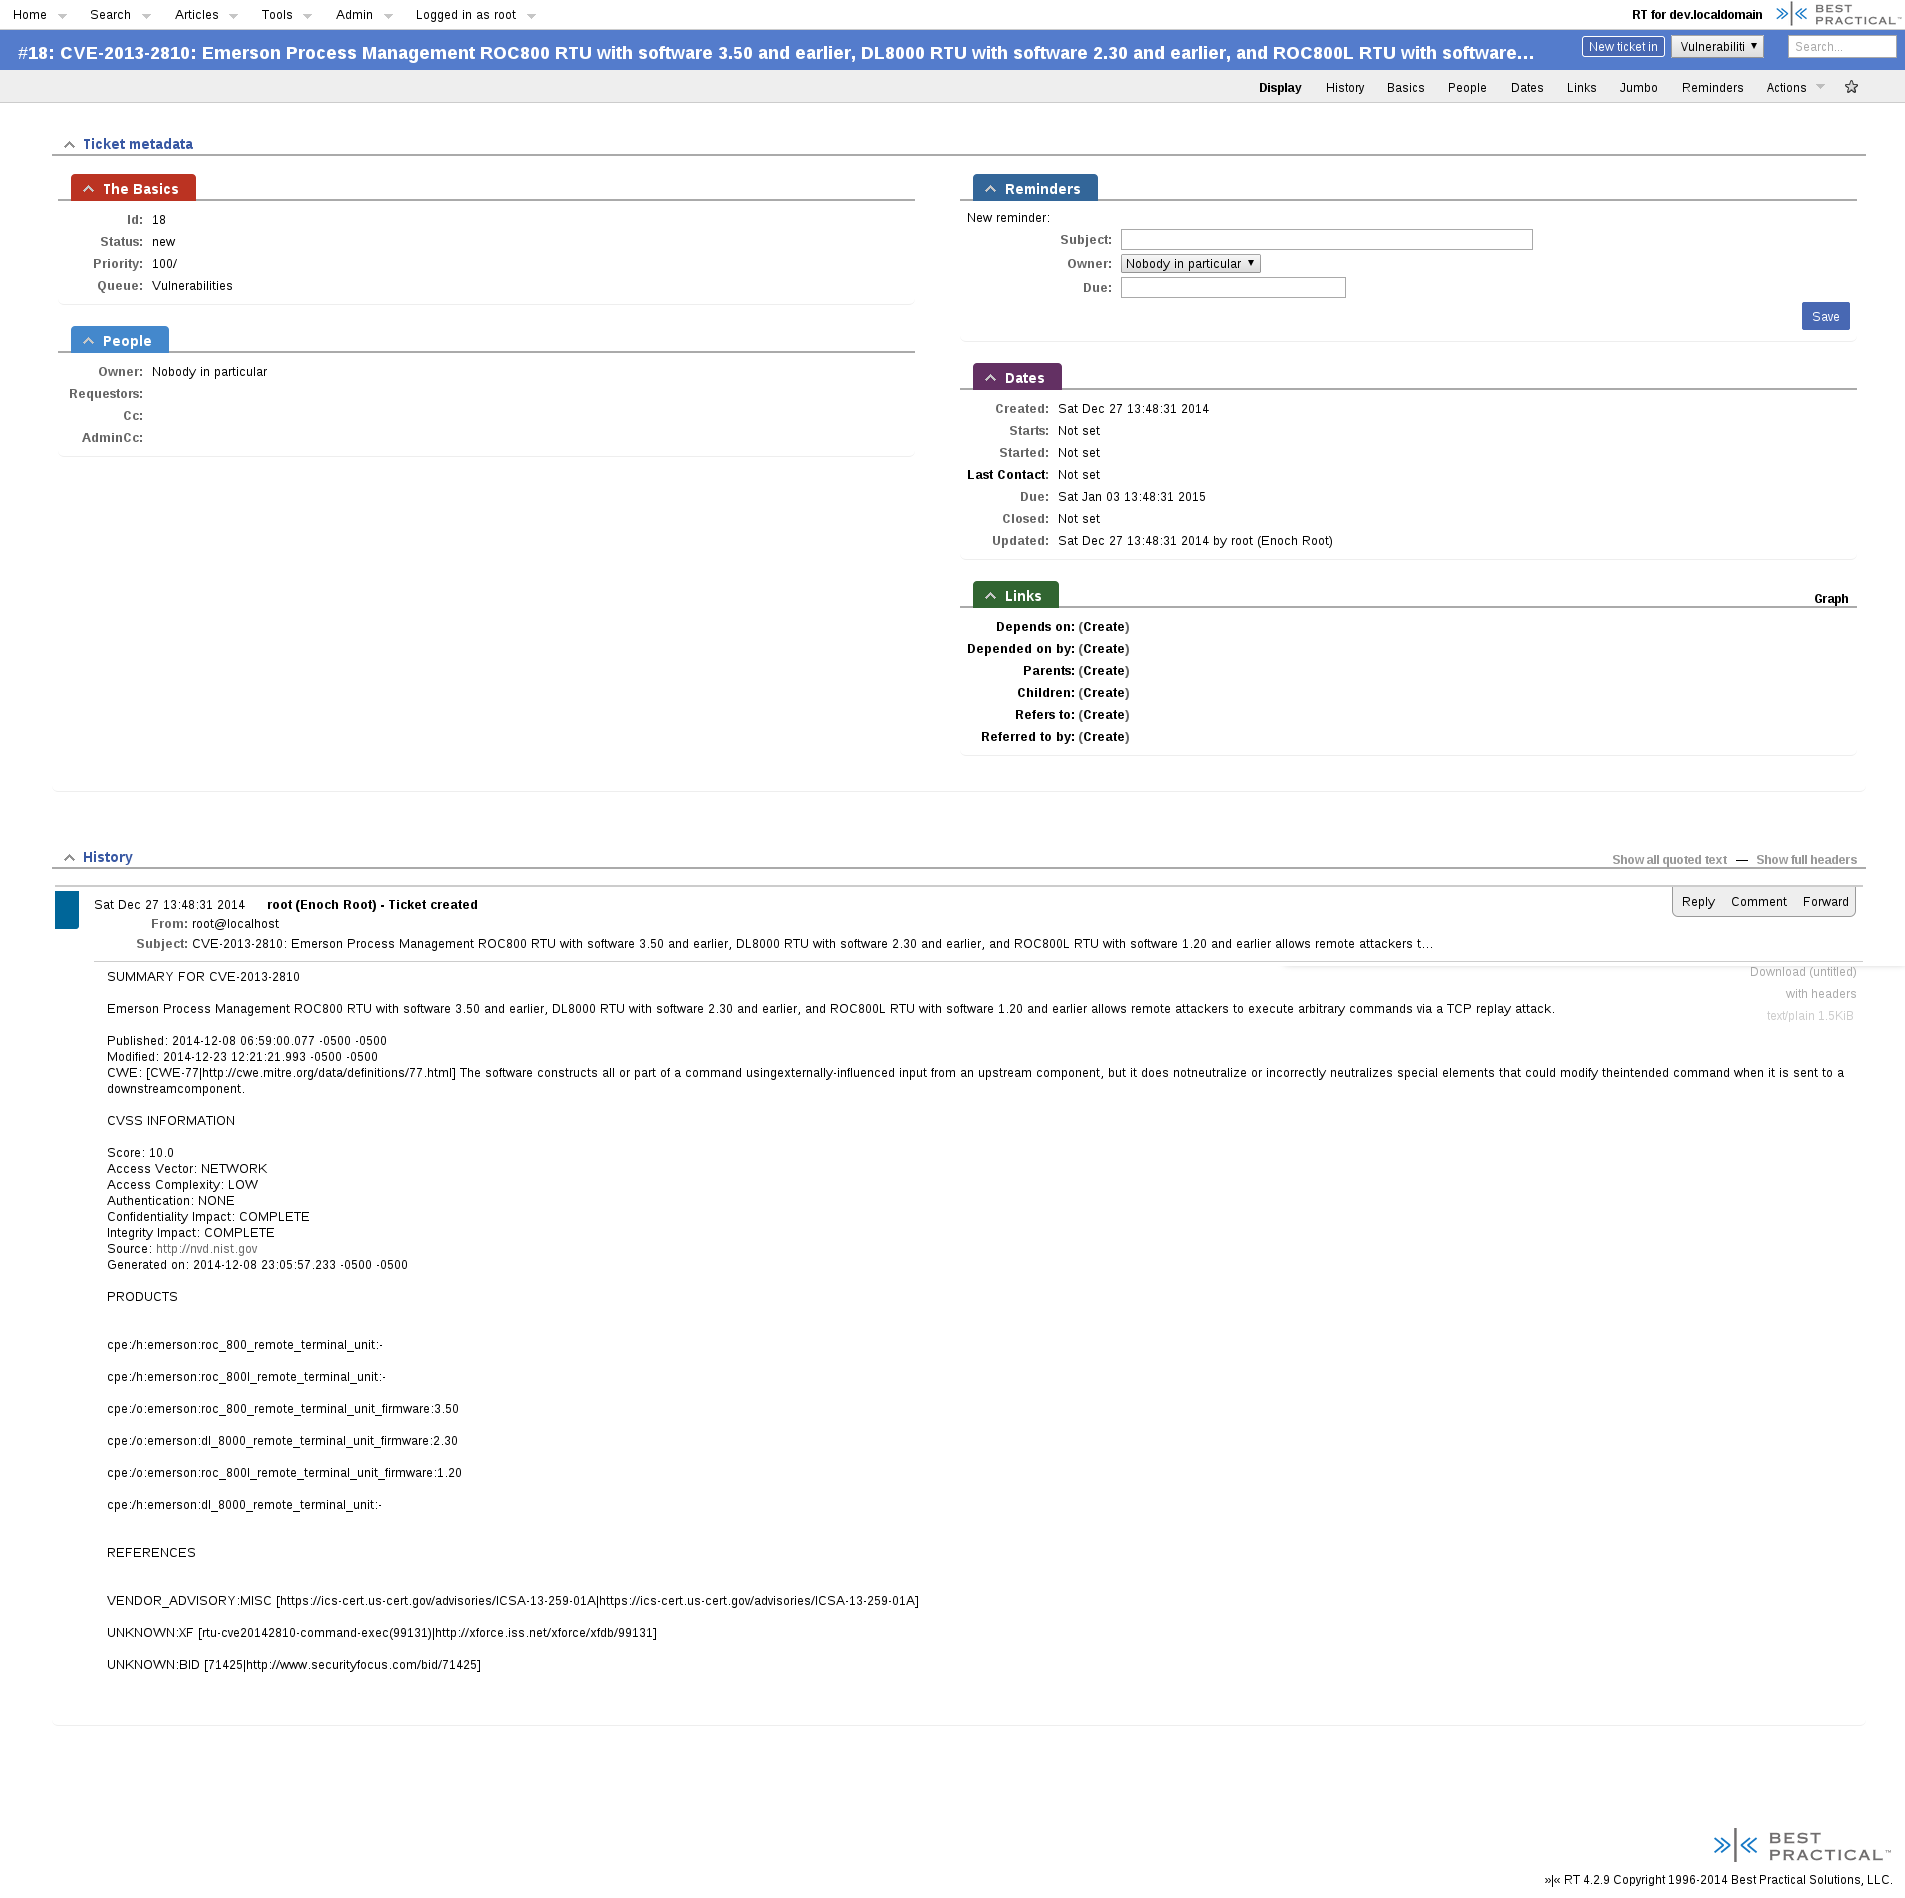 Home Search Articles Tools Admin Logged in as root RT for dev.localdomain BEST PRACTICAL™
#18: CVE-2013-2810: Emerson Process Management ROC800 RTU with software 3.50 and earlier, DL8000 RTU with software 2.30 and earlier, and ROC800L RTU with software... New ticket in Vulnerabiliti Search...
Display History Basics People Dates Links Jumbo Reminders Actions
Ticket metadata
The Basics
Id: 18
Status: new
Priority: 100/
Queue: Vulnerabilities
People
Owner: Nobody in particular
Requestors:
Cc:
AdminCc:
Reminders
New reminder:
Subject:
Owner: Nobody in particular
Due:
Save
Dates
Created: Sat Dec 27 13:48:31 2014
Starts: Not set
Started: Not set
Last Contact: Not set
Due: Sat Jan 03 13:48:31 2015
Closed: Not set
Updated: Sat Dec 27 13:48:31 2014 by root (Enoch Root)
Links Graph
Depends on: (Create)
Depended on by: (Create)
Parents: (Create)
Children: (Create)
Refers to: (Create)
Referred to by: (Create)
History Show all quoted text — Show full headers
Sat Dec 27 13:48:31 2014 root (Enoch Root) - Ticket created Reply Comment Forward
From: root@localhost
Subject: CVE-2013-2810: Emerson Process Management ROC800 RTU with software 3.50 and earlier, DL8000 RTU with software 2.30 and earlier, and ROC800L RTU with software 1.20 and earlier allows remote attackers t...
Download (untitled)
with headers
text/plain 1.5KiB
SUMMARY FOR CVE-2013-2810
Emerson Process Management ROC800 RTU with software 3.50 and earlier, DL8000 RTU with software 2.30 and earlier, and ROC800L RTU with software 1.20 and earlier allows remote attackers to execute arbitrary commands via a TCP replay attack.
Published: 2014-12-08 06:59:00.077 -0500 -0500
Modified: 2014-12-23 12:21:21.993 -0500 -0500
CWE: [CWE-77|http://cwe.mitre.org/data/definitions/77.html] The software constructs all or part of a command usingexternally-influenced input from an upstream component, but it does notneutralize or incorrectly neutralizes special elements that could modify theintended command when it is sent to a
downstreamcomponent.
CVSS INFORMATION
Score: 10.0
Access Vector: NETWORK
Access Complexity: LOW
Authentication: NONE
Confidentiality Impact: COMPLETE
Integrity Impact: COMPLETE
Source: http://nvd.nist.gov
Generated on: 2014-12-08 23:05:57.233 -0500 -0500
PRODUCTS
cpe:/h:emerson:roc_800_remote_terminal_unit:-
cpe:/h:emerson:roc_800l_remote_terminal_unit:-
cpe:/o:emerson:roc_800_remote_terminal_unit_firmware:3.50
cpe:/o:emerson:dl_8000_remote_terminal_unit_firmware:2.30
cpe:/o:emerson:roc_800l_remote_terminal_unit_firmware:1.20
cpe:/h:emerson:dl_8000_remote_terminal_unit:-
REFERENCES
VENDOR_ADVISORY:MISC [https://ics-cert.us-cert.gov/advisories/ICSA-13-259-01A|https://ics-cert.us-cert.gov/advisories/ICSA-13-259-01A]
UNKNOWN:XF [rtu-cve20142810-command-exec(99131)|http://xforce.iss.net/xforce/xfdb/99131]
UNKNOWN:BID [71425|http://www.securityfocus.com/bid/71425]
BEST
PRACTICAL™
»|« RT 4.2.9 Copyright 1996-2014 Best Practical Solutions, LLC.